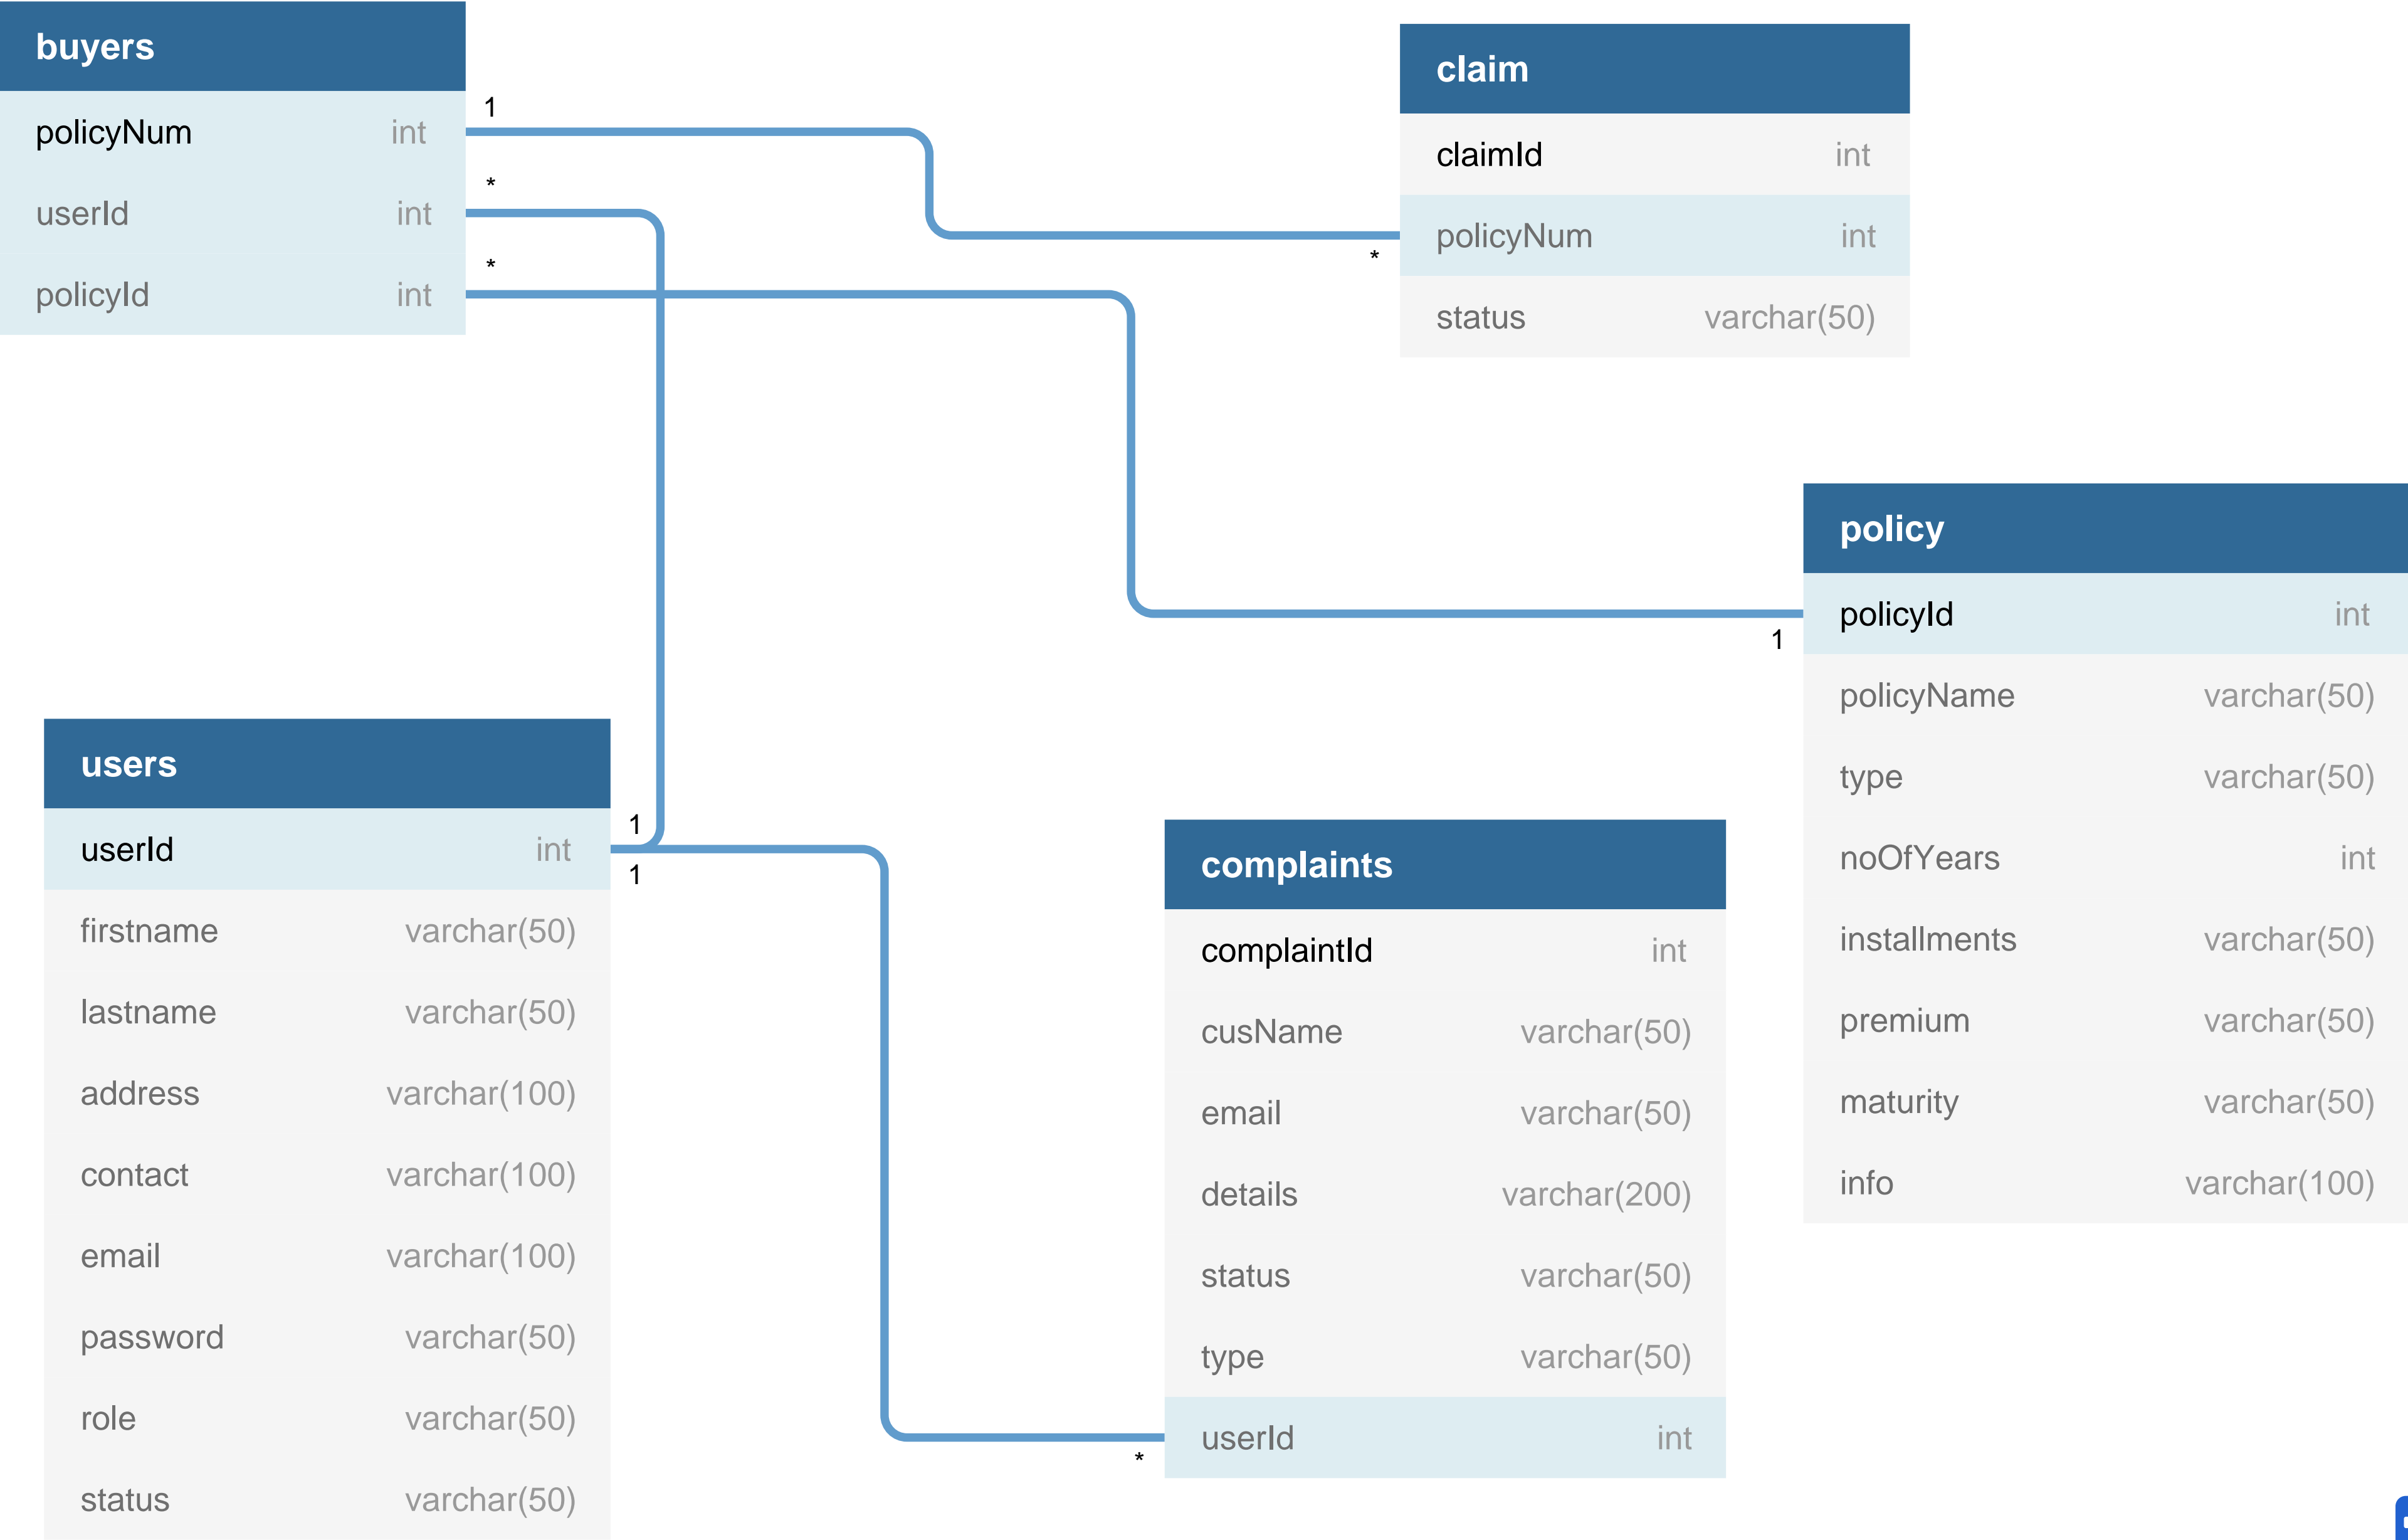 buyers
policyNum int
userId int
policyId int
1
*
*
claim
claimId int
policyNum int
status varchar(50)
*
policy
policyId int
policyName varchar(50)
type varchar(50)
noOfYears int
installments varchar(50)
premium varchar(50)
maturity varchar(50)
info varchar(100)
1
users
userId int
firstname varchar(50)
lastname varchar(50)
address varchar(100)
contact varchar(100)
email varchar(100)
password varchar(50)
role varchar(50)
status varchar(50)
1
1
complaints
complaintId int
cusName varchar(50)
email varchar(50)
details varchar(200)
status varchar(50)
type varchar(50)
userId int
*